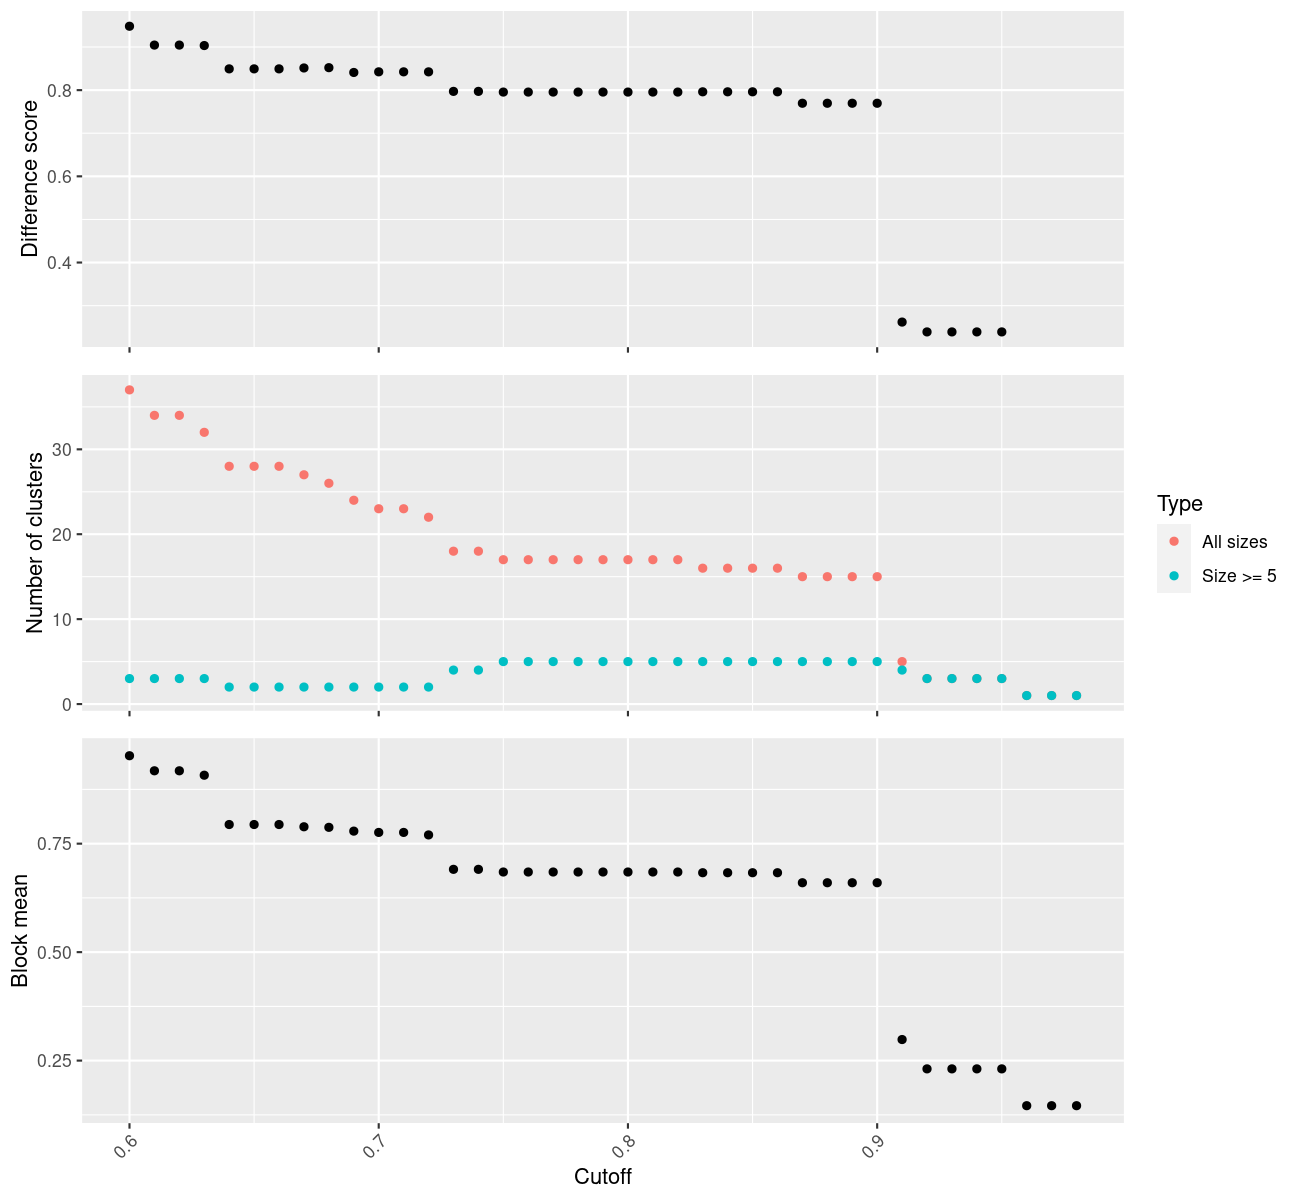 Difference score
0.8
0.6
0.4
Number of clusters
30
20
10
0
Type
All sizes
Size >= 5
Block mean
0.75
0.50
0.25
0.6 0.7 0.8 0.9
Cutoff